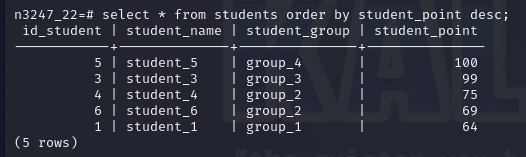 n3247_22=# select * from students order by student_point desc;
 id_student | student_name | student_group | student_point
------------+--------------+---------------+---------------
          5 | student_5    | group_4       |           100
          3 | student_3    | group_3       |            99
          4 | student_4    | group_2       |            75
          6 | student_6    | group_2       |            69
          1 | student_1    | group_1       |            64
(5 rows)